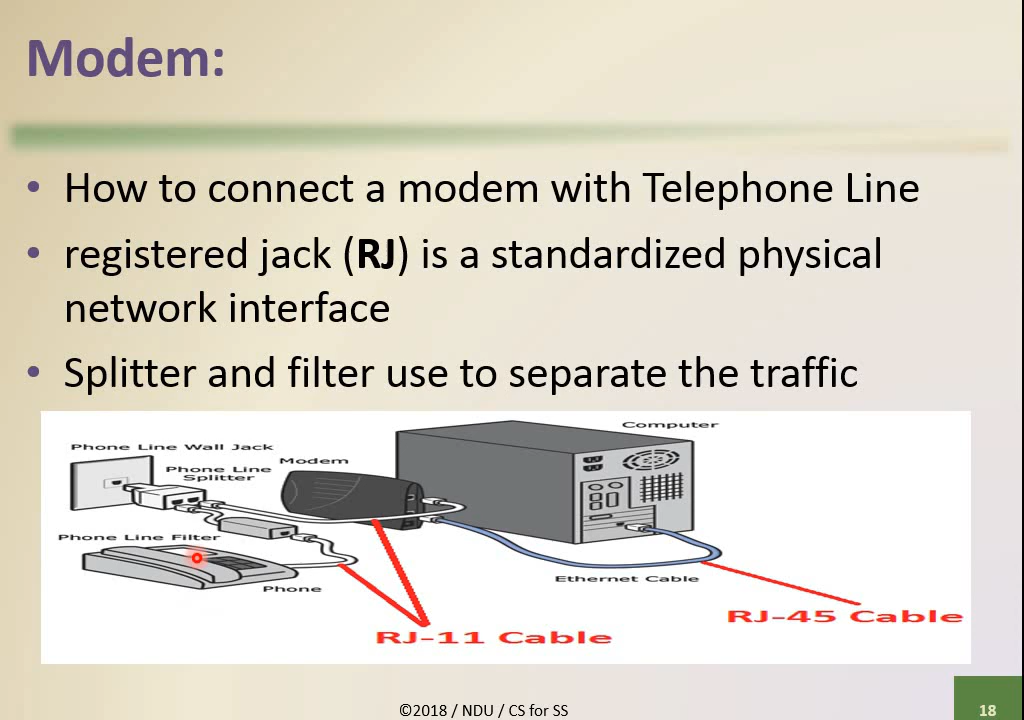 Modem:
• How to connect a modem with Telephone Line
• registered jack (RJ) is a standardized physical
network interface
• Splitter and filter use to separate the traffic
Computer
Phone Line Wall Jack
Modem
Phone Line
Splitter
Phone Line Filter
Ethernet Cable
Phone
RJ-45 Cable
RJ-11 Cable
©2018 / NDU / CS for SS
18